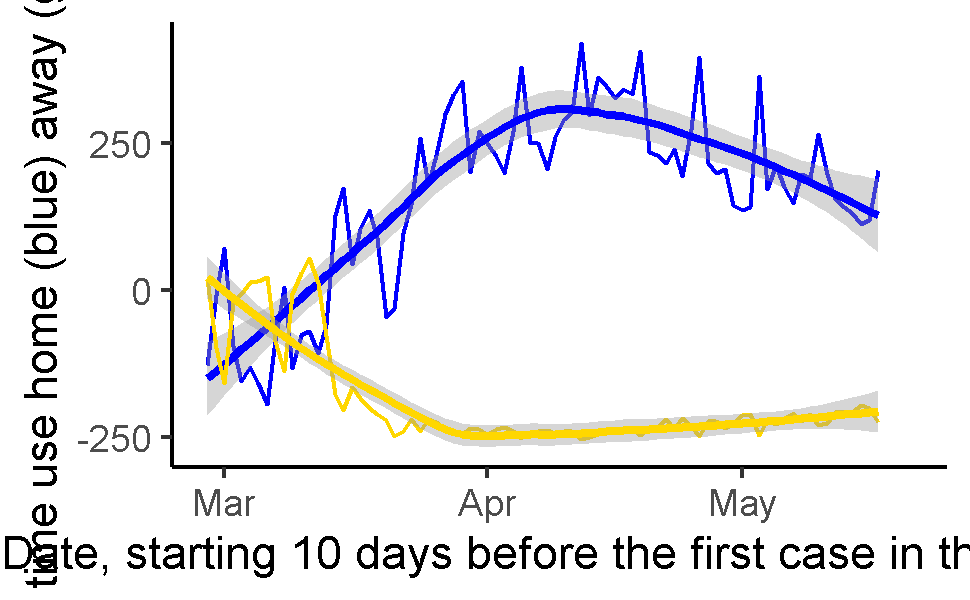 time use home (blue) away (
250
0
-250
Mar Apr May
Date, starting 10 days before the first case in th